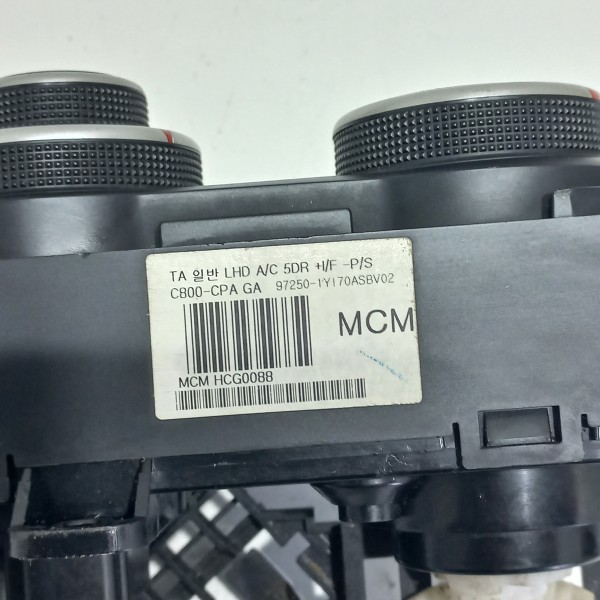 TA 일반 LHD A/C 5DR +I/F -P/S
C800-CPA GA 97250-1Y170ASBV02
MCM
MCM HCG0088